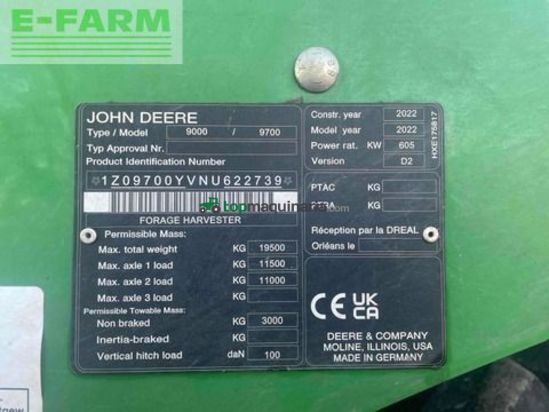 E-FARM
JOHN DEERE
Type / Model 9000 / 9700
Type Approval Nr.
Product Identification Number
*1Z09700YVNU622739*
topmaquinaria.com
FORAGE HARVESTER
Permissible Mass:
Max. total weight KG 19500
Max. axle 1 load KG 11500
Max. axle 2 load KG 11000
Max. axle 3 load KG
Permissible Towable Mass:
Non braked KG 3000
Inertia-braked KG
Vertical hitch load daN 100
Constr. year 2022
Model year 2022
Power rat. KW 605
Version D2
HXE175817
PTAC KG
KG
Réception par la DREAL
Orléans le
CE UK
CA
DEERE & COMPANY
MOLINE, ILLINOIS, USA
MADE IN GERMANY